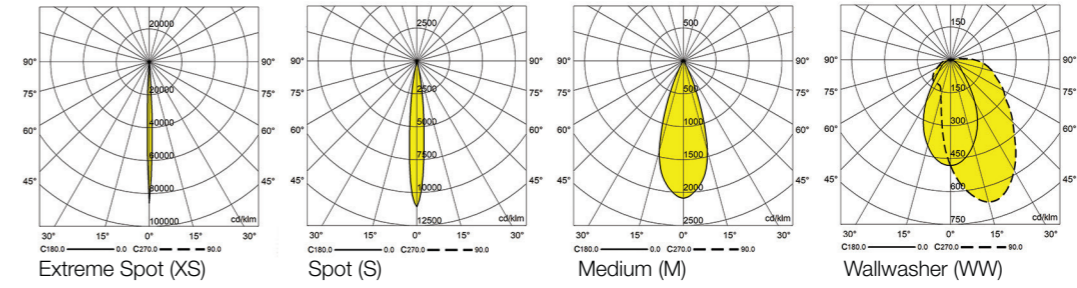 20000
90° 90°
20000
75° 75°
40000
60° 60°
60000
45° 80000 45°
100000 cd/klm
30° 15° 0° 15° 30°
C180.0 0.0 C270.0 90.0
Extreme Spot (XS)
2500
90° 90°
2500
75° 75°
5000
60° 60°
7500
45° 10000 45°
12500 cd/klm
30° 15° 0° 15° 30°
C180.0 0.0 C270.0 90.0
Spot (S)
500
90° 90°
500
75° 75°
1000
60° 60°
1500
45° 2000 45°
2500 cd/klm
30° 15° 0° 15° 30°
C180.0 0.0 C270.0 90.0
Medium (M)
150
90° 90°
150
75° 75°
300
60° 60°
450
45° 600 45°
750 cd/klm
30° 15° 0° 15° 30°
C180.0 0.0 C270.0 90.0
Wallwasher (WW)